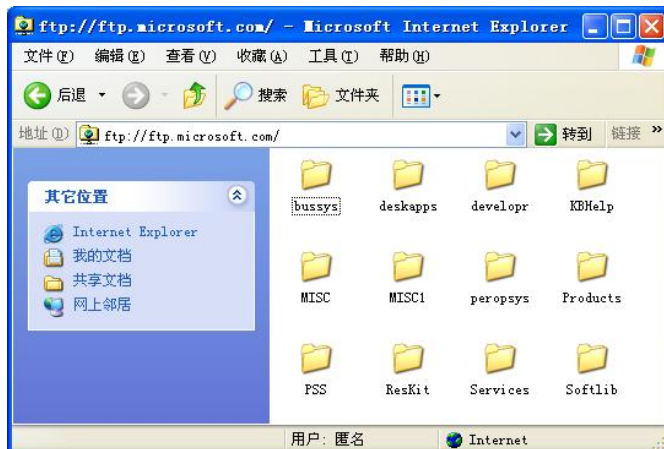 ftp://ftp.microsoft.com/ - Microsoft Internet Explorer
文件(F) 编辑(E) 查看(V) 收藏(A) 工具(T) 帮助(H)
后退 搜索 文件夹
地址(D) ftp://ftp.microsoft.com/ 转到 链接 »
其它位置
Internet Explorer
我的文档
共享文档
网上邻居
bussys deskapps developr KBHelp
MISC MISC1 peropsys Products
PSS ResKit Services Softlib
用户: 匿名 Internet